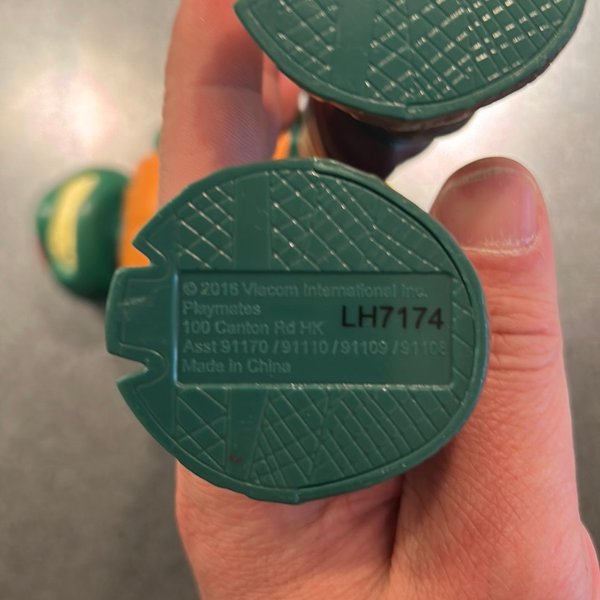 © 2016 Viacom International Inc.
Playmates
100 Canton Rd HK
LH7174
Asst 91170 / 91110 / 91109 / 91108
Made in China